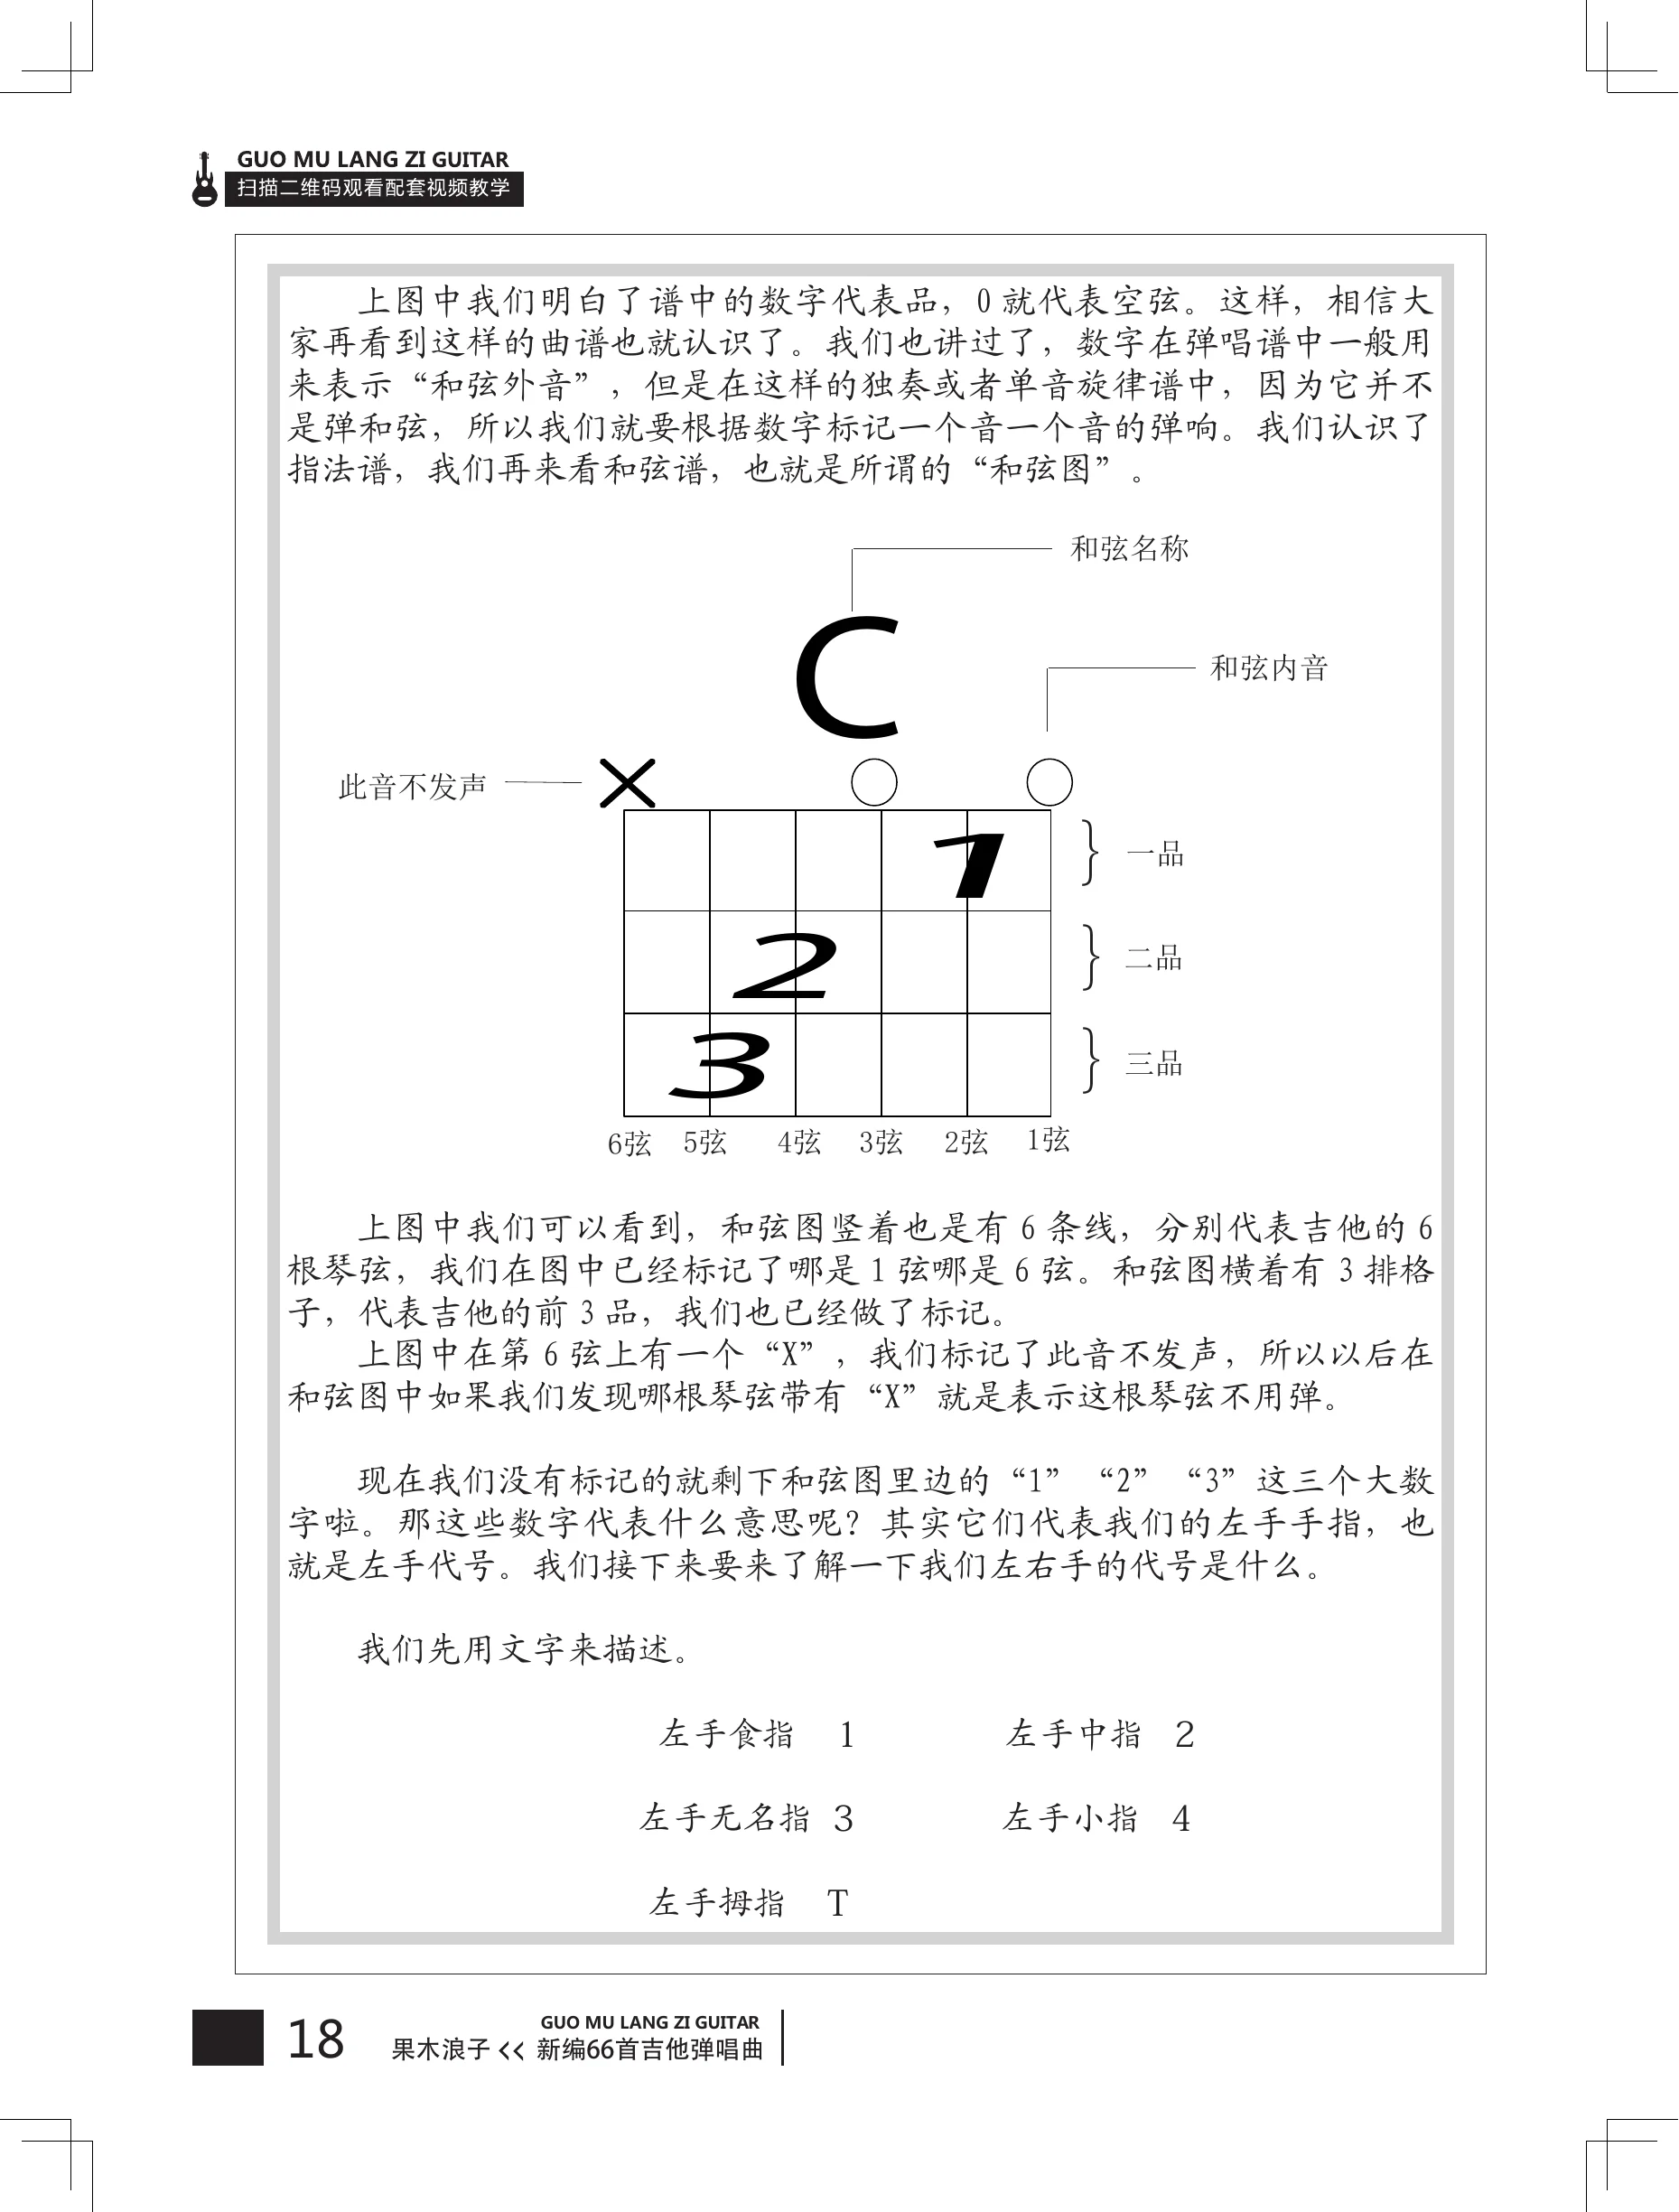 GUO MU LANG ZI GUITAR
扫描二维码观看配套视频教学
上图中我们明白了谱中的数字代表品，0 就代表空弦。这样，相信大
家再看到这样的曲谱也就认识了。我们也讲过了，数字在弹唱谱中一般用
来表示“和弦外音”，但是在这样的独奏或者单音旋律谱中，因为它并不
是弹和弦，所以我们就要根据数字标记一个音一个音的弹响。我们认识了
指法谱，我们再来看和弦谱，也就是所谓的“和弦图”。
和弦名称
C
和弦内音
此音不发声
X
1
一品
2
二品
3
三品
6弦 5弦 4弦 3弦 2弦 1弦
上图中我们可以看到，和弦图竖着也是有 6 条线，分别代表吉他的 6
根琴弦，我们在图中已经标记了哪是 1 弦哪是 6 弦。和弦图横着有 3 排格
子，代表吉他的前 3 品，我们也已经做了标记。
上图中在第 6 弦上有一个“X”，我们标记了此音不发声，所以以后在
和弦图中如果我们发现哪根琴弦带有“X”就是表示这根琴弦不用弹。
现在我们没有标记的就剩下和弦图里边的“1”“2”“3”这三个大数
字啦。那这些数字代表什么意思呢？其实它们代表我们的左手手指，也
就是左手代号。我们接下来要来了解一下我们左右手的代号是什么。
我们先用文字来描述。
左手食指 1 左手中指 2
左手无名指 3 左手小指 4
左手拇指 T
18
GUO MU LANG ZI GUITAR
果木浪子 << 新编66首吉他弹唱曲